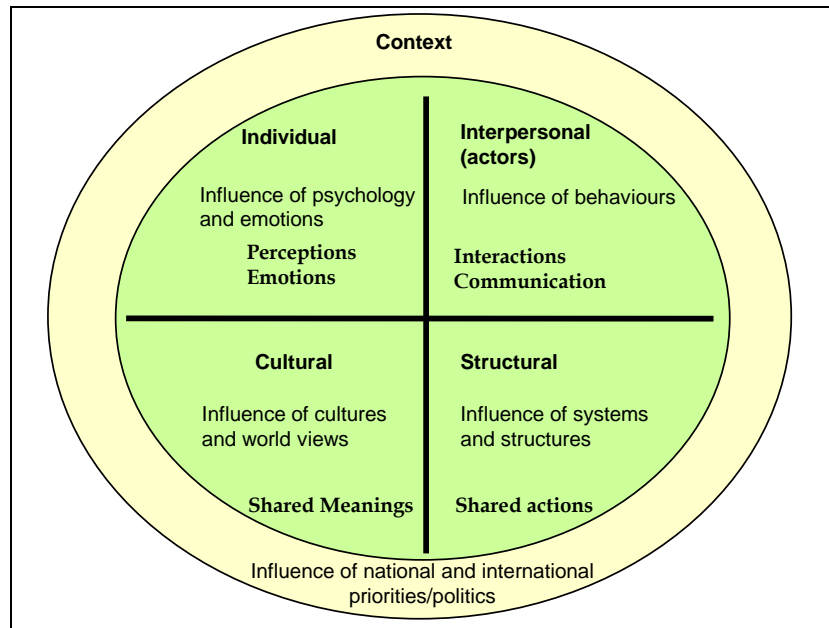 Context
Individual
Influence of psychology
and emotions
Perceptions
Emotions
Interpersonal
(actors)
Influence of behaviours
Interactions
Communication
Cultural
Influence of cultures
and world views
Shared Meanings
Structural
Influence of systems
and structures
Shared actions
Influence of national and international
priorities/politics